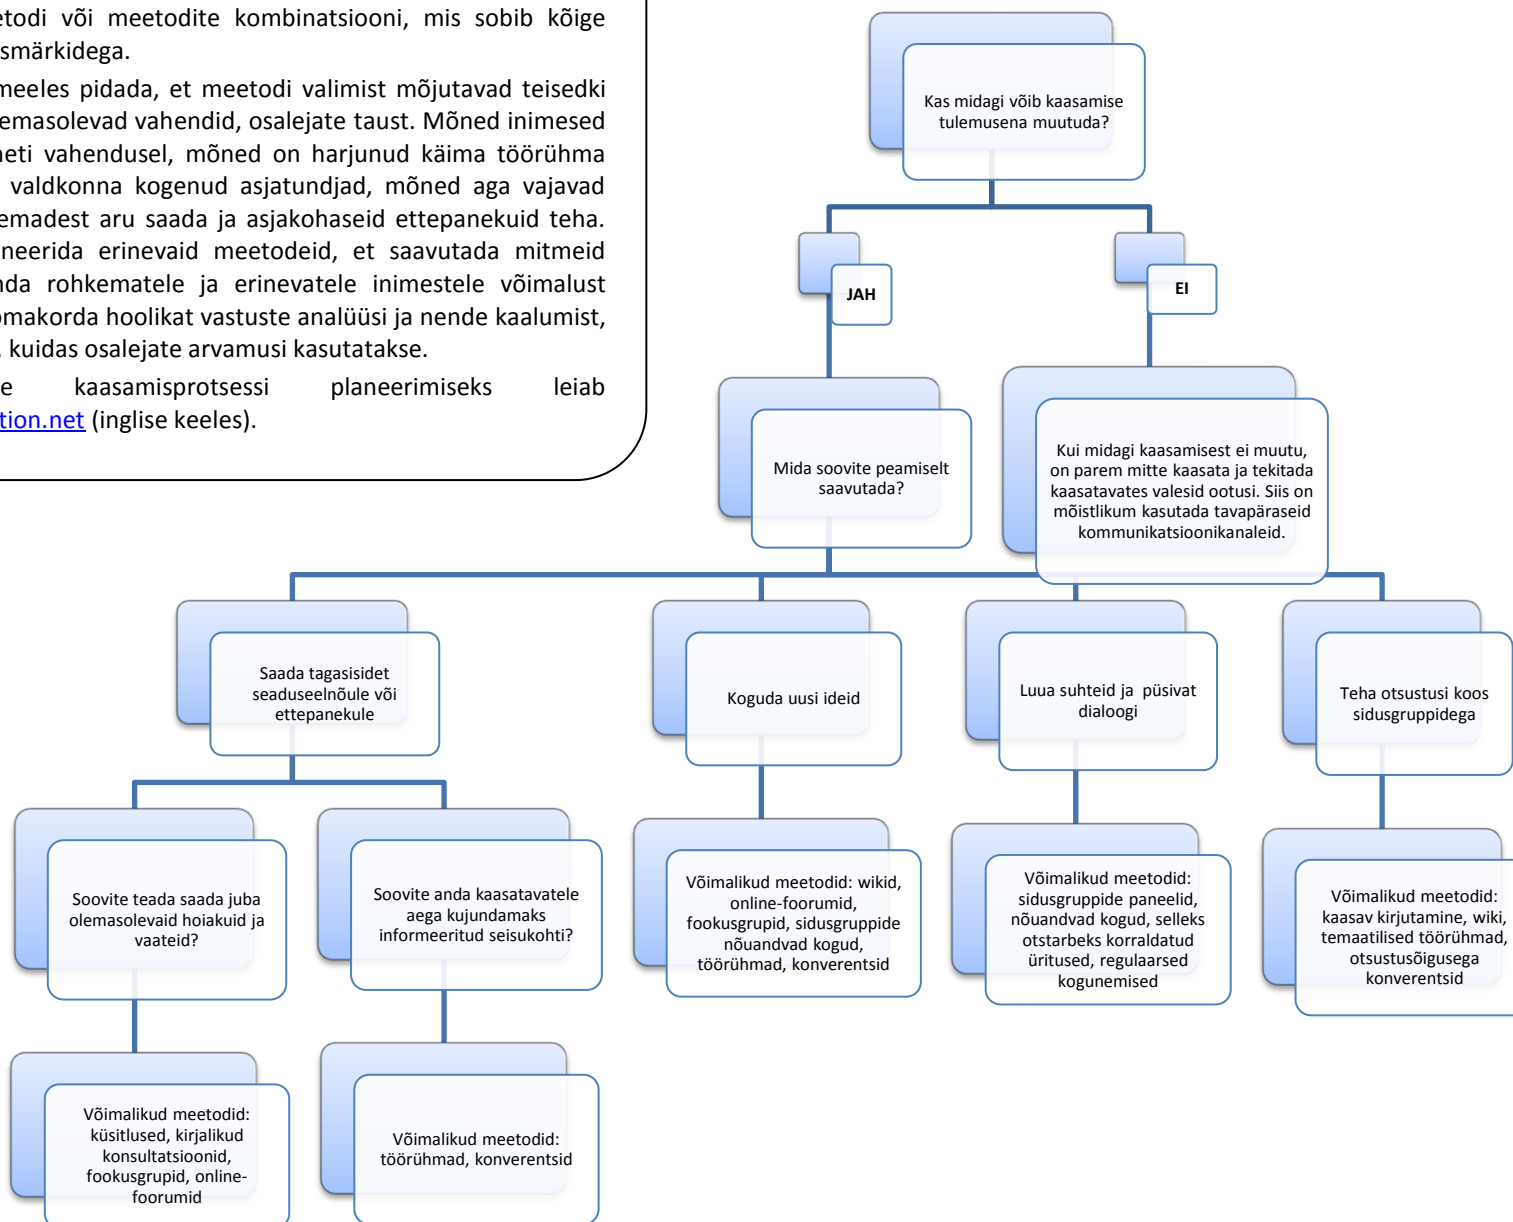 etodi või meetodite kombinatsiooni, mis sobib kõige
smärkidega.
meeles pidada, et meetodi valimist mõjutavad teisedki
emasolevad vahendid, osalejate taust. Mõned inimesed
neti vahendusel, mõned on harjunud käima töörühma
valdkonna kogenud asjatundjad, mõned aga vajavad
emadest aru saada ja asjakohaseid ettepanekuid teha.
neerida erinevaid meetodeid, et saavutada mitmeid
nda rohkematele ja erinevatele inimestele võimalust
omakorda hoolikat vastuste analüüsi ja nende kaalumist,
, kuidas osalejate arvamusi kasutatakse.
e kaasamisprotsessi planeerimiseks leiab
tion.net (inglise keeles).
Kas midagi võib kaasamise
tulemusena muutuda?
JAH
EI
Mida soovite peamiselt
saavutada?
Kui midagi kaasamisest ei muutu,
on parem mitte kaasata ja tekitada
kaasatavates valesid ootusi. Siis on
mõistlikum kasutada tavapäraseid
kommunikatsioonikanaleid.
Saada tagasisidet
seaduseelnõule või
ettepanekule
Koguda uusi ideid
Luua suhteid ja püsivat
dialoogi
Teha otsustusi koos
sidusgruppidega
Soovite teada saada juba
olemasolevaid hoiakuid ja
vaateid?
Soovite anda kaasatavatele
aega kujundamaks
informeeritud seisukohti?
Võimalikud meetodid: wikid,
online-foorumid,
fookusgrupid, sidusgruppide
nõuandvad kogud,
töörühmad, konverentsid
Võimalikud meetodid:
sidusgruppide paneelid,
nõuandvad kogud, selleks
otstarbeks korraldatud
üritused, regulaarsed
kogunemised
Võimalikud meetodid:
kaasav kirjutamine, wiki,
temaatilised töörühmad,
otsustusõigusega
konverentsid
Võimalikud meetodid:
küsitlused, kirjalikud
konsultatsioonid,
fookusgrupid, online-
foorumid
Võimalikud meetodid:
töörühmad, konverentsid